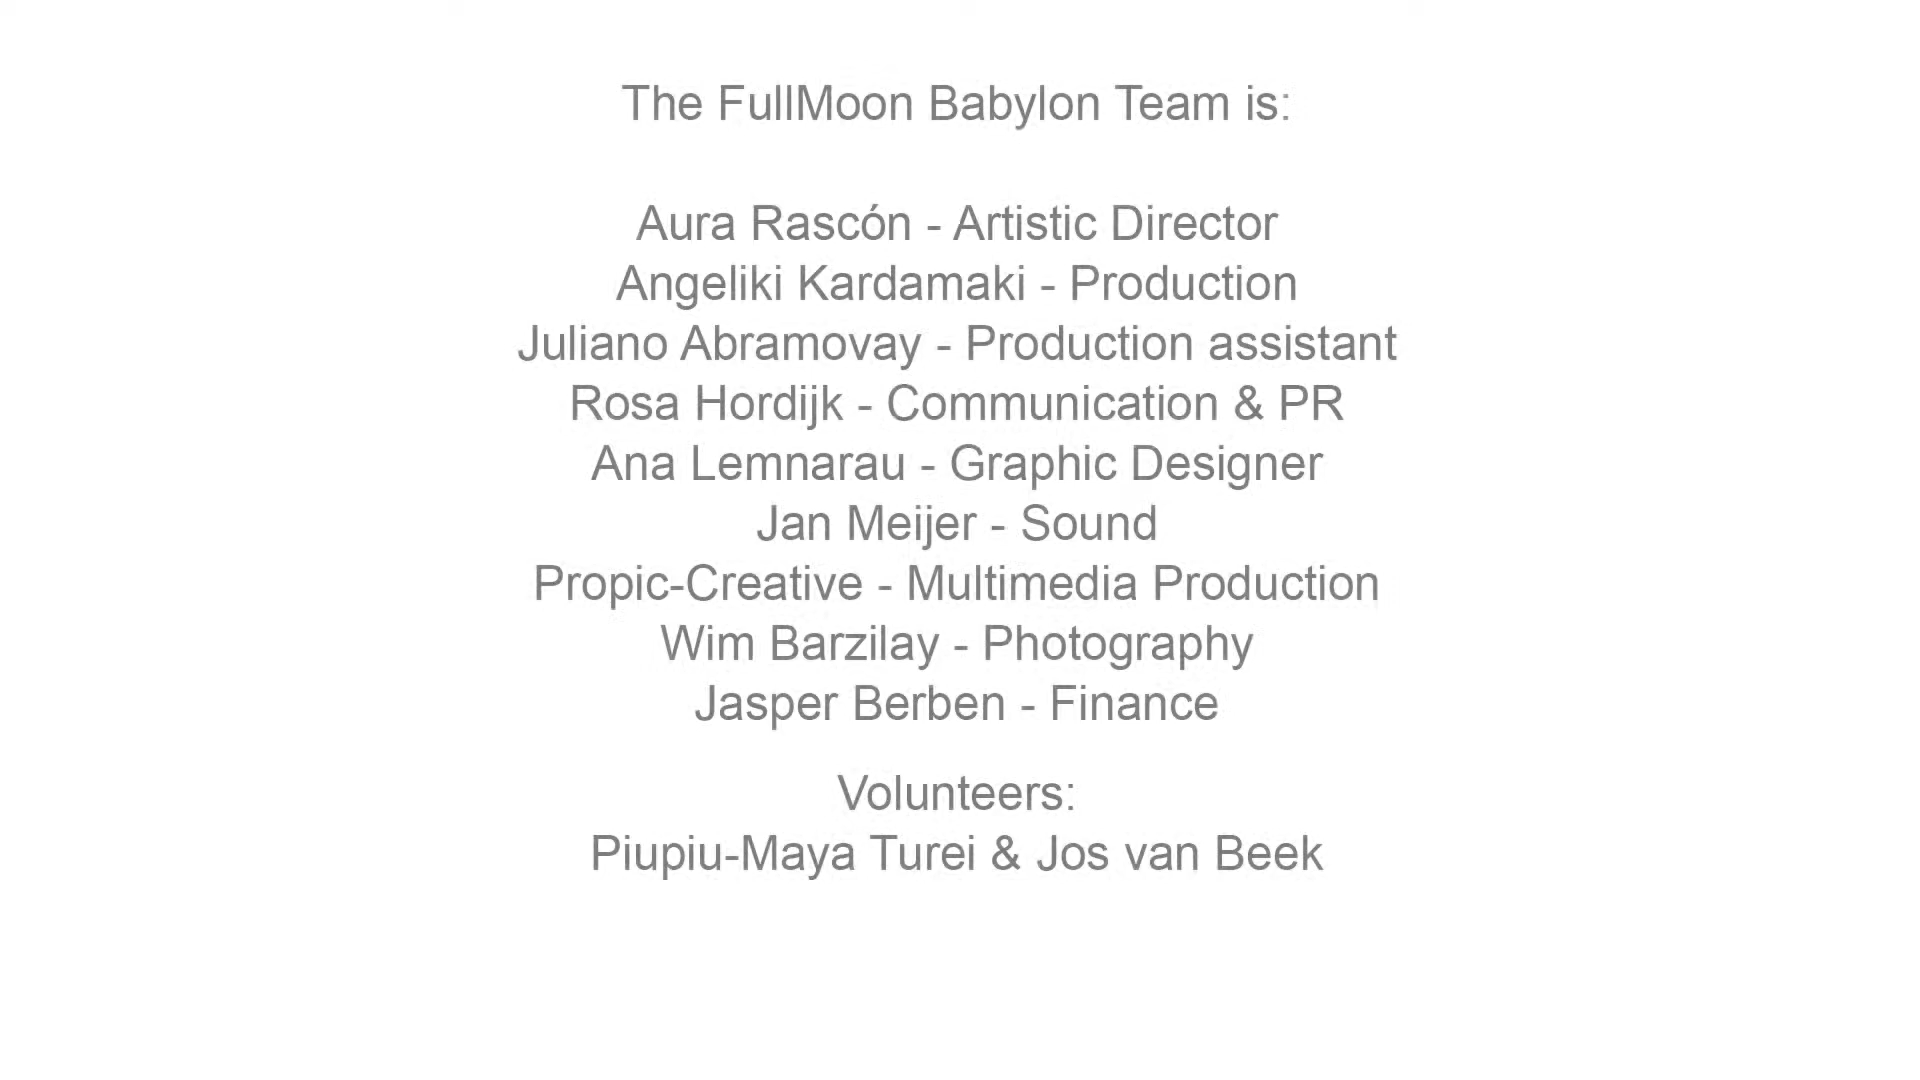 The FullMoon Babylon Team is:
Aura Rascón - Artistic Director
Angeliki Kardamaki - Production
Juliano Abramovay - Production assistant
Rosa Hordijk - Communication & PR
Ana Lemnarau - Graphic Designer
Jan Meijer - Sound
Propic-Creative - Multimedia Production
Wim Barzilay - Photography
Jasper Berben - Finance
Volunteers:
Piupiu-Maya Turei & Jos van Beek